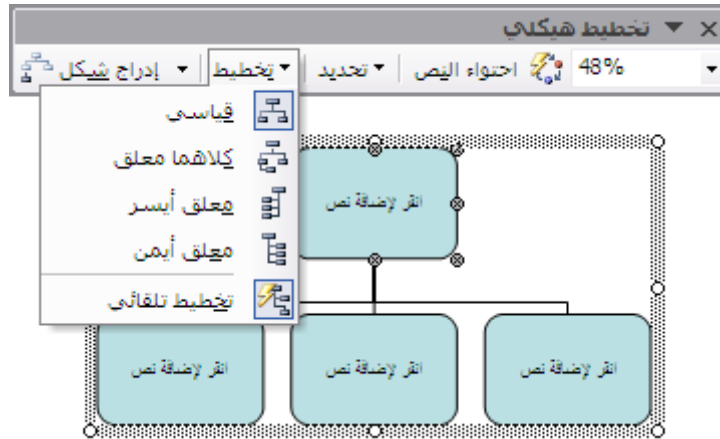 تخطيط هيكلي
إدراج شكل تخطيط تحديد احتواء النص 48%
قياسي
كلاهما معلق
معلق أيسر
معلق أيمن
تخطيط تلقائي
انقر لإضافة نص
انقر لإضافة نص
انقر لإضافة نص
انقر لإضافة نص